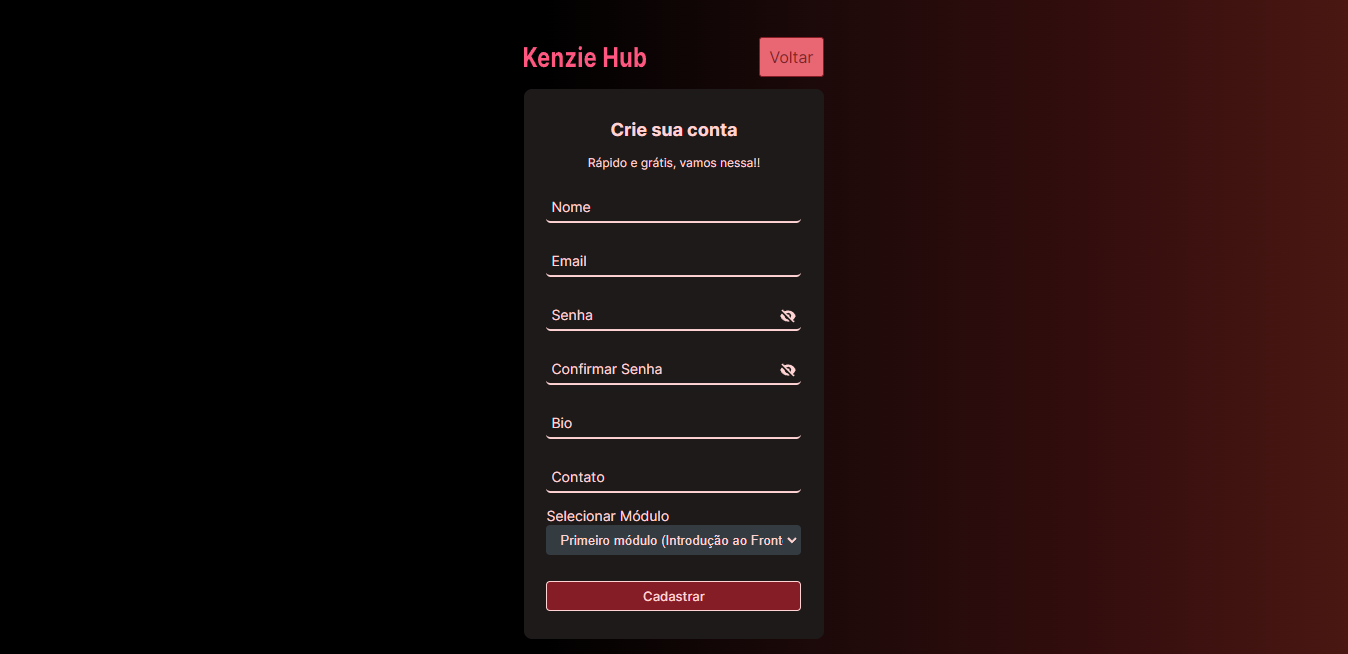 Kenzie Hub
Voltar
Crie sua conta
Rápido e grátis, vamos nessa!!
Nome
Email
Senha
Confirmar Senha
Bio
Contato
Selecionar Módulo
Primeiro módulo (Introdução ao Front
Cadastrar